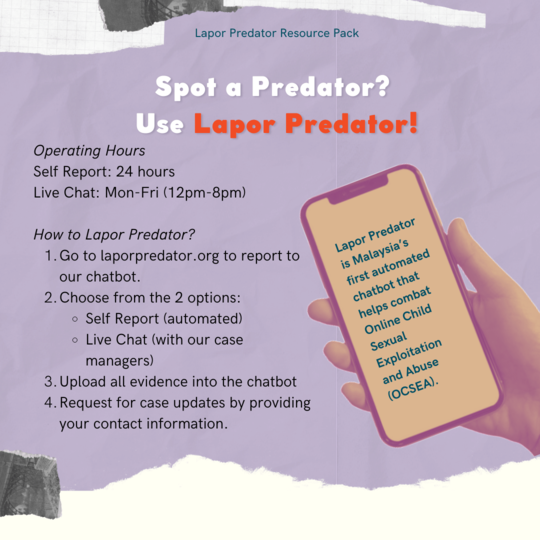 Lapor Predator Resource Pack
Spot a Predator?
Use Lapor Predator!
Operating Hours
Self Report: 24 hours
Live Chat: Mon-Fri (12pm-8pm)
How to Lapor Predator?
1. Go to laporpredator.org to report to
our chatbot.
2. Choose from the 2 options:
○ Self Report (automated)
○ Live Chat (with our case
managers)
3. Upload all evidence into the chatbot
4. Request for case updates by providing
your contact information.
Lapor Predator
is Malaysia's
first automated
chatbot that
helps combat
Online Child
Sexual
Exploitation
and Abuse
(OCSEA).